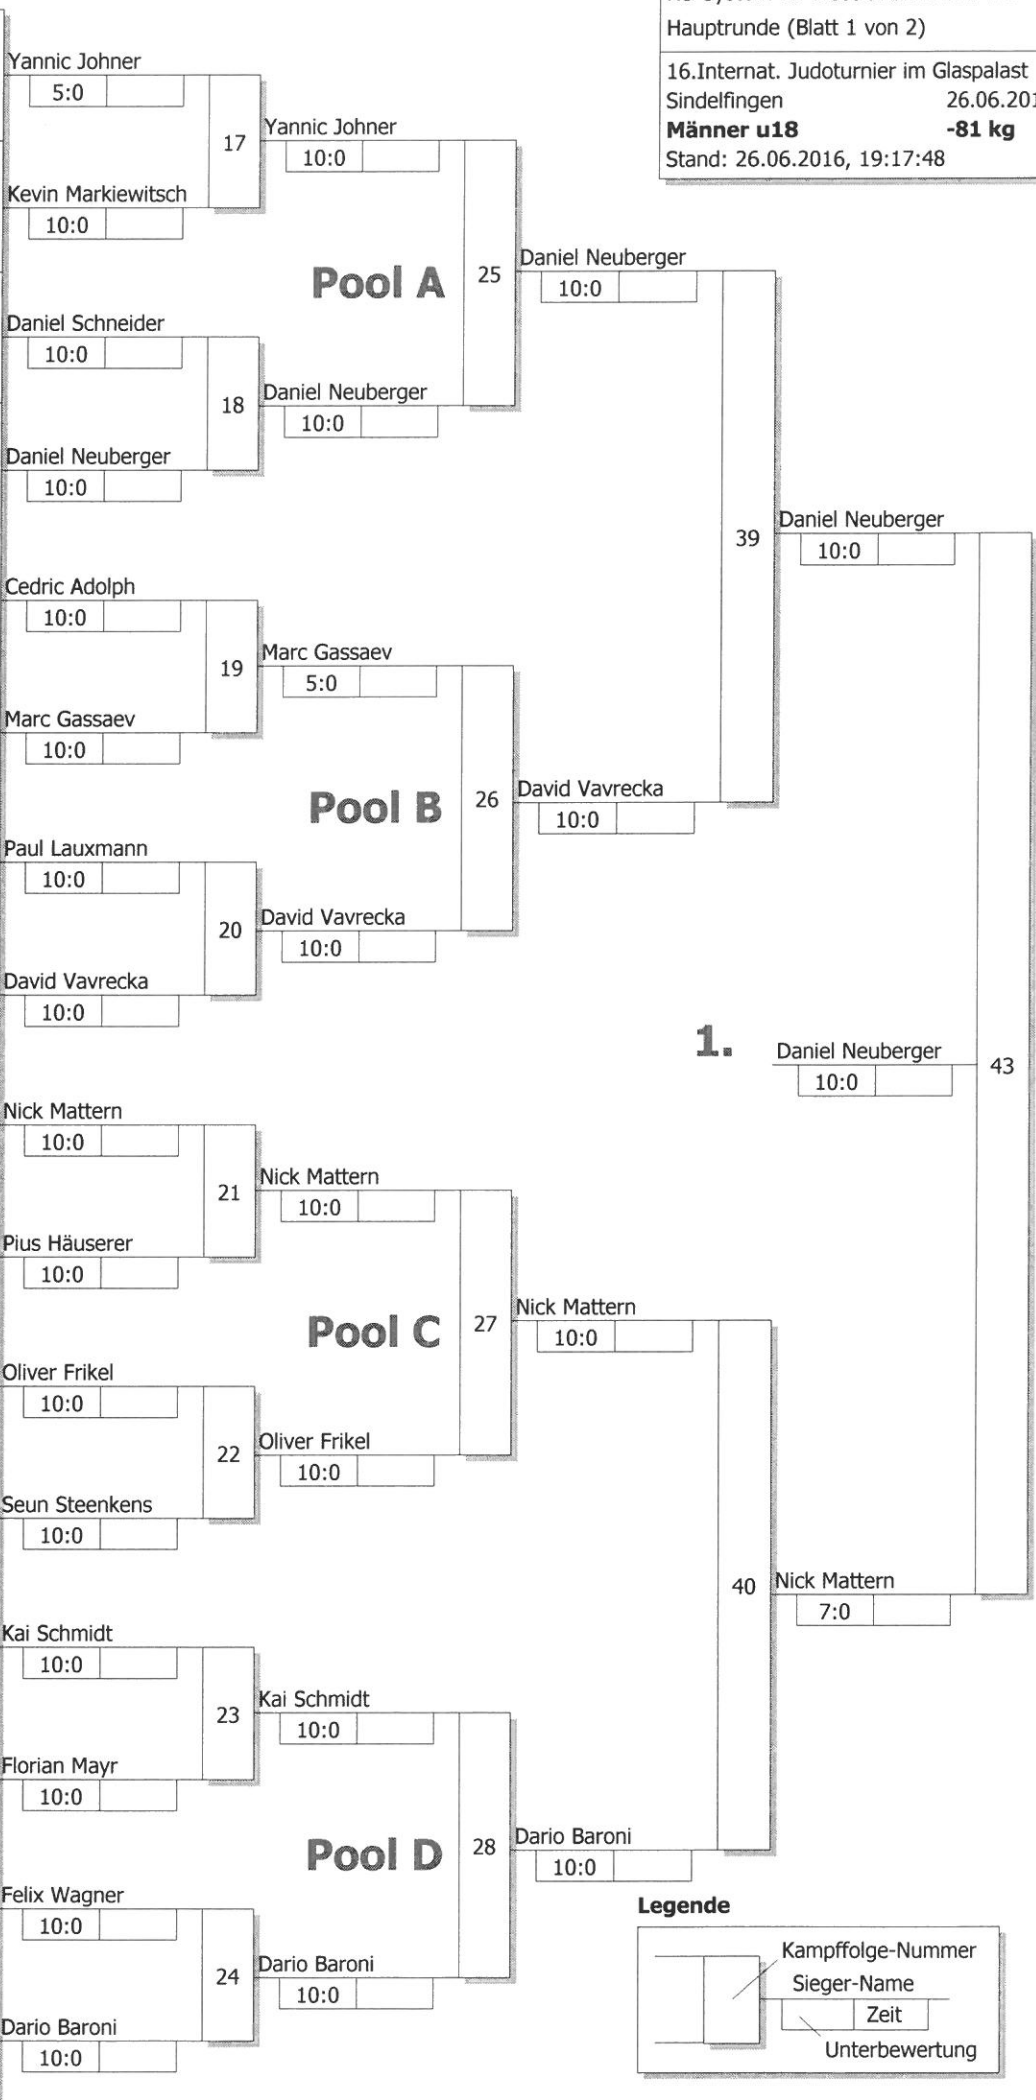 Hauptrunde (Blatt 1 von 2)
16.Internat. Judoturnier im Glaspalast
Sindelfingen 26.06.201
Männer u18 -81 kg
Stand: 26.06.2016, 19:17:48
Yannic Johner
5:0
17
Yannic Johner
10:0
Kevin Markiewitsch
10:0
Pool A
25
Daniel Neuberger
10:0
Daniel Schneider
10:0
18
Daniel Neuberger
10:0
Daniel Neuberger
10:0
39
Daniel Neuberger
10:0
Cedric Adolph
10:0
19
Marc Gassaev
5:0
Marc Gassaev
10:0
Pool B
26
David Vavrecka
10:0
Paul Lauxmann
10:0
20
David Vavrecka
10:0
David Vavrecka
10:0
1.
Daniel Neuberger
10:0
43
Nick Mattern
10:0
21
Nick Mattern
10:0
Pius Häuserer
10:0
Pool C
27
Nick Mattern
10:0
Oliver Frikel
10:0
22
Oliver Frikel
10:0
Seun Steenkens
10:0
40
Nick Mattern
7:0
Kai Schmidt
10:0
23
Kai Schmidt
10:0
Florian Mayr
10:0
Pool D
28
Dario Baroni
10:0
Felix Wagner
10:0
24
Dario Baroni
10:0
Dario Baroni
10:0
Legende
Kampffolge-Nummer
Sieger-Name
Zeit
Unterbewertung